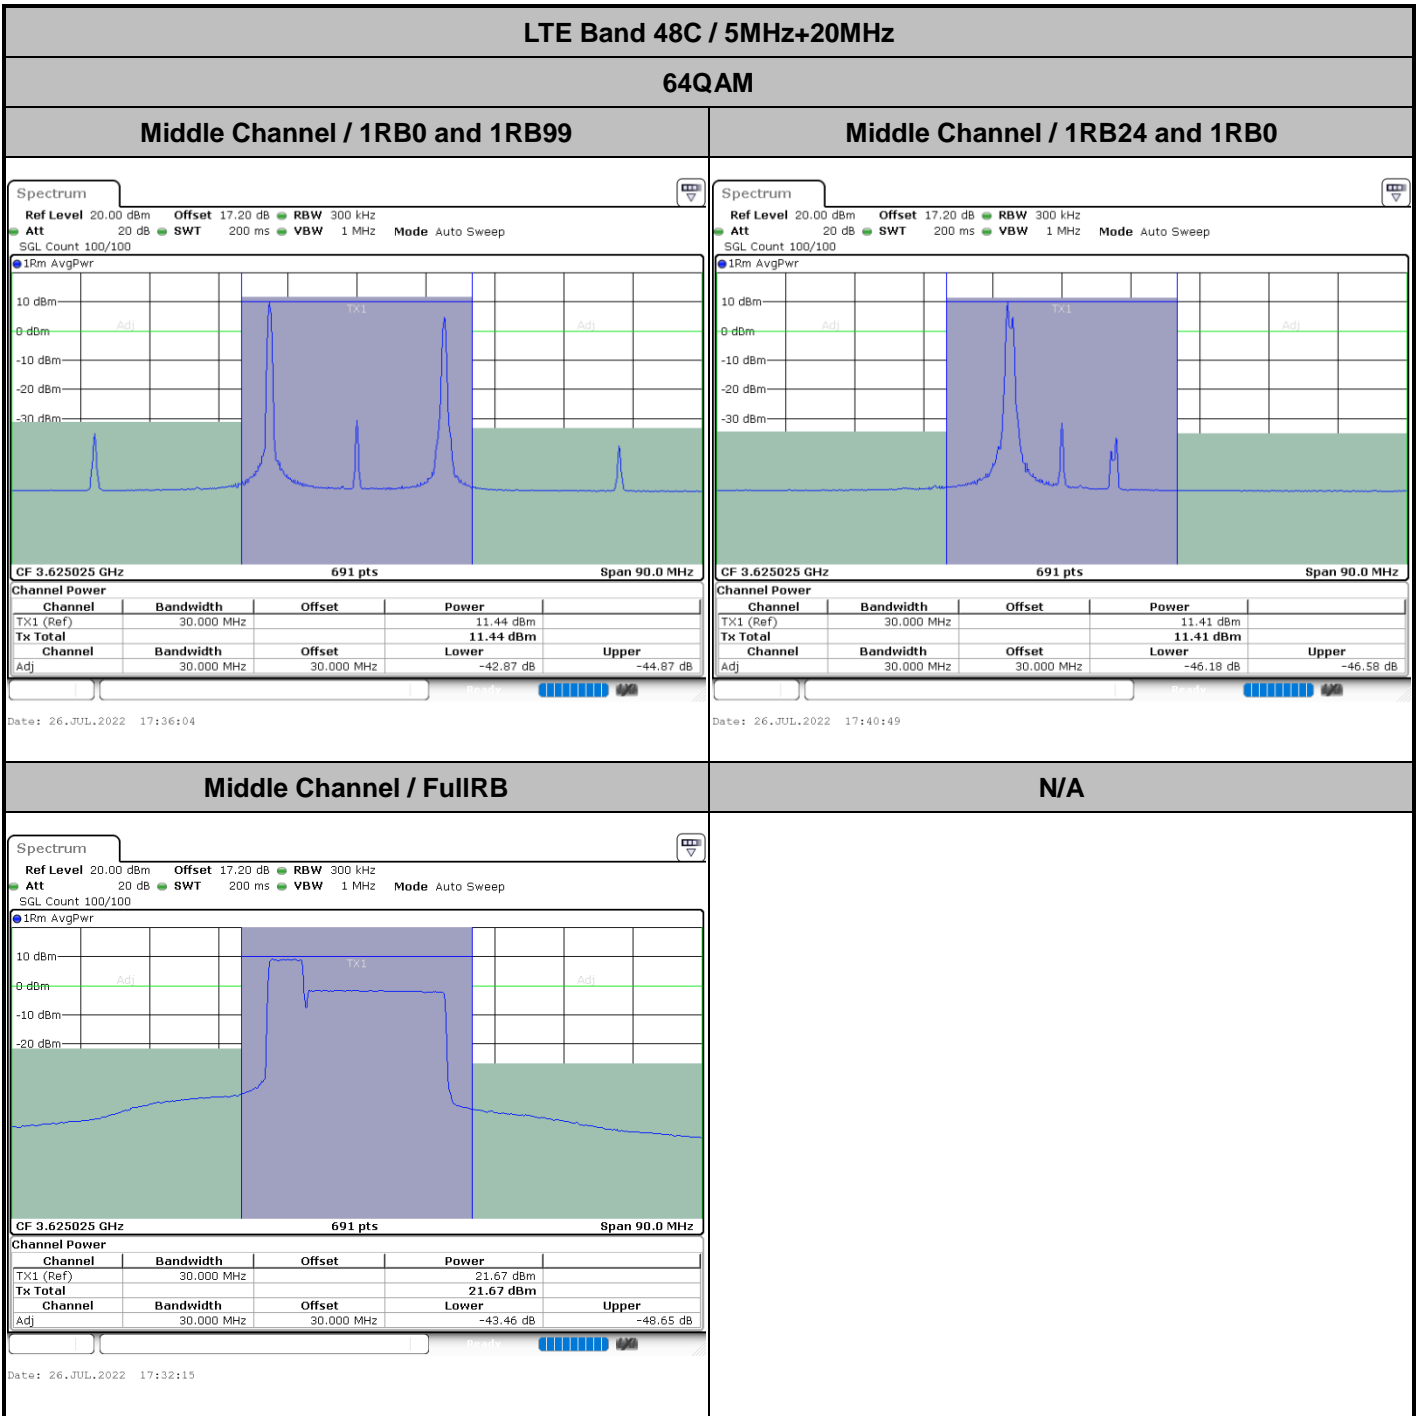 LTE Band 48C / 5MHz+20MHz
64QAM
Middle Channel / 1RB0 and 1RB99
Middle Channel / 1RB24 and 1RB0
Spectrum
Ref Level 20.00 dBm Offset 17.20 dB RBW 300 kHz
Att 20 dB SWT 200 ms VBW 1 MHz Mode Auto Sweep
SGL Count 100/100
1Rm AvgPwr
10 dBm
TX1
0 dBm
Adj
Adj
-10 dBm
-20 dBm
-30 dBm
CF 3.625025 GHz 691 pts Span 90.0 MHz
Channel Power
Channel Bandwidth Offset Power
TX1 (Ref) 30.000 MHz 11.44 dBm
Tx Total 11.44 dBm
Channel Bandwidth Offset Lower Upper
Adj 30.000 MHz 30.000 MHz -42.87 dB -44.87 dB
Ready
Date: 26.JUL.2022 17:36:04
Spectrum
Ref Level 20.00 dBm Offset 17.20 dB RBW 300 kHz
Att 20 dB SWT 200 ms VBW 1 MHz Mode Auto Sweep
SGL Count 100/100
1Rm AvgPwr
10 dBm
TX1
0 dBm
Adj
Adj
-10 dBm
-20 dBm
-30 dBm
CF 3.625025 GHz 691 pts Span 90.0 MHz
Channel Power
Channel Bandwidth Offset Power
TX1 (Ref) 30.000 MHz 11.41 dBm
Tx Total 11.41 dBm
Channel Bandwidth Offset Lower Upper
Adj 30.000 MHz 30.000 MHz -46.18 dB -46.58 dB
Ready
Date: 26.JUL.2022 17:40:49
Middle Channel / FullRB
N/A
Spectrum
Ref Level 20.00 dBm Offset 17.20 dB RBW 300 kHz
Att 20 dB SWT 200 ms VBW 1 MHz Mode Auto Sweep
SGL Count 100/100
1Rm AvgPwr
10 dBm
TX1
0 dBm
Adj
Adj
-10 dBm
-20 dBm
CF 3.625025 GHz 691 pts Span 90.0 MHz
Channel Power
Channel Bandwidth Offset Power
TX1 (Ref) 30.000 MHz 21.67 dBm
Tx Total 21.67 dBm
Channel Bandwidth Offset Lower Upper
Adj 30.000 MHz 30.000 MHz -43.46 dB -48.65 dB
Ready
Date: 26.JUL.2022 17:32:15